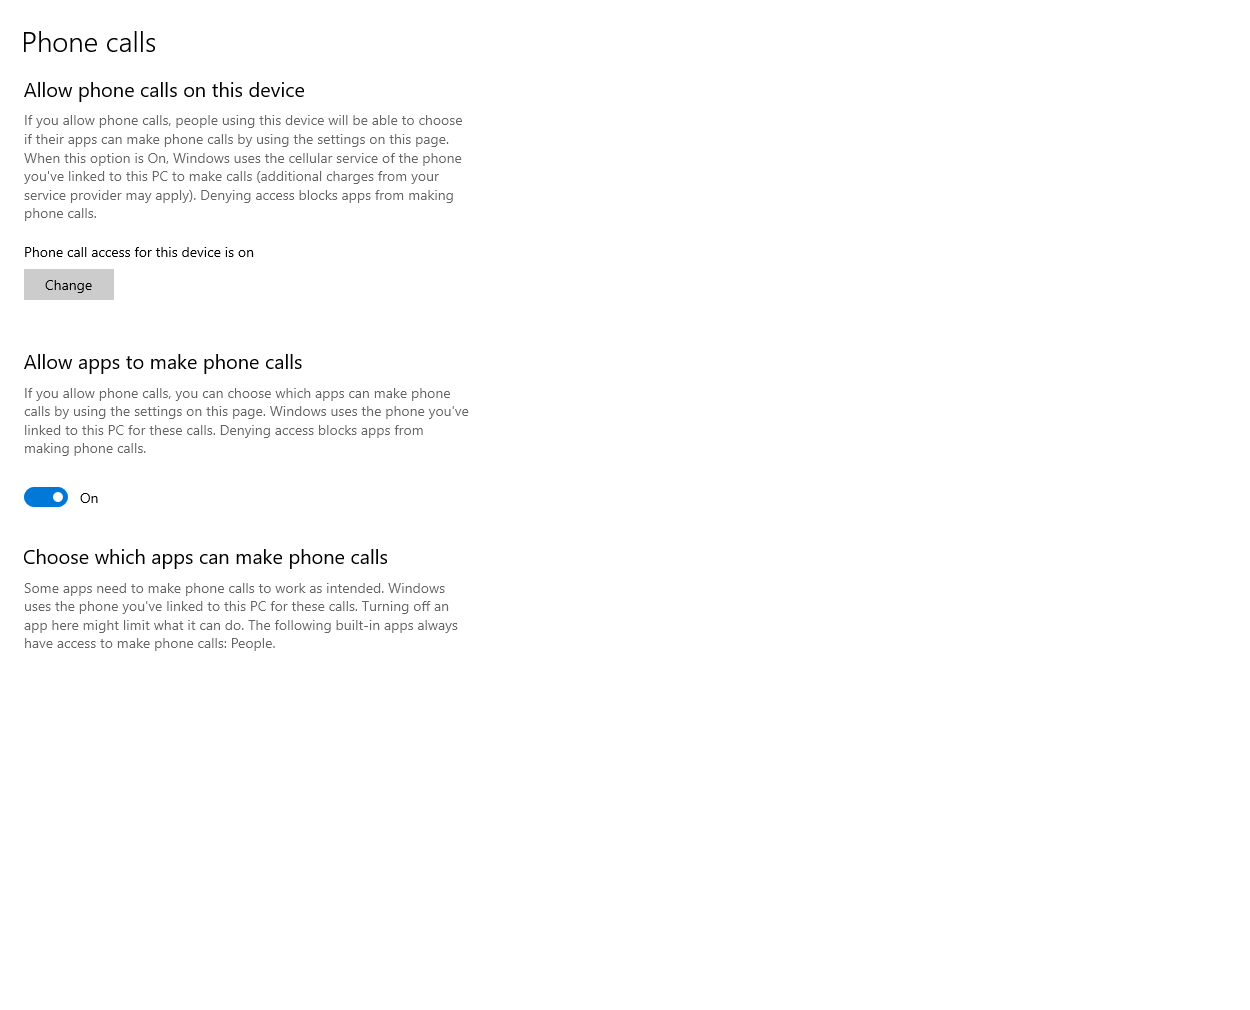 Phone calls
Allow phone calls on this device
If you allow phone calls, people using this device will be able to choose
if their apps can make phone calls by using the settings on this page.
When this option is On, Windows uses the cellular service of the phone
you've linked to this PC to make calls (additional charges from your
service provider may apply). Denying access blocks apps from making
phone calls.
Phone call access for this device is on
Change
Allow apps to make phone calls
If you allow phone calls, you can choose which apps can make phone
calls by using the settings on this page. Windows uses the phone you've
linked to this PC for these calls. Denying access blocks apps from
making phone calls.
On
Choose which apps can make phone calls
Some apps need to make phone calls to work as intended. Windows
uses the phone you've linked to this PC for these calls. Turning off an
app here might limit what it can do. The following built-in apps always
have access to make phone calls: People.